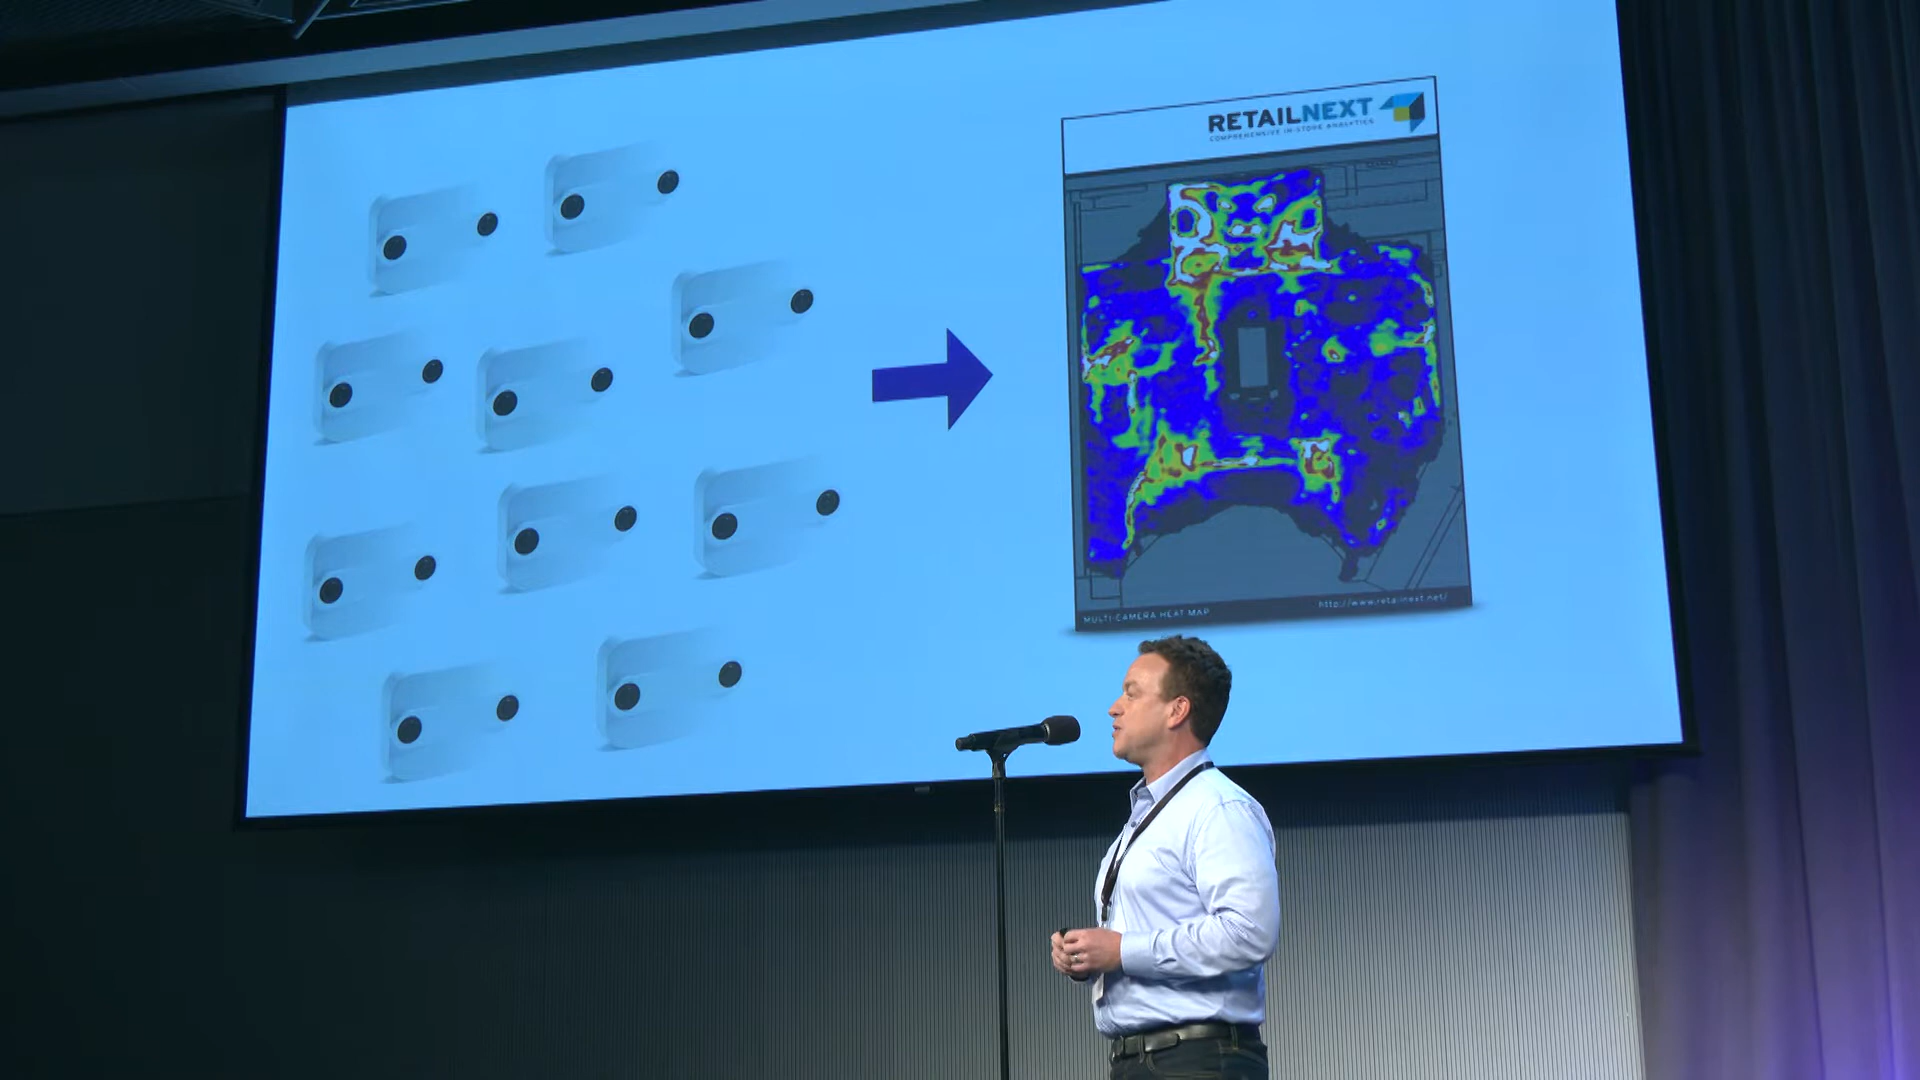 RETAILNEXT
COMPREHENSIVE IN-STORE ANALYTICS
MULTI-CAMERA HEAT MAP
http://www.retailnext.net/